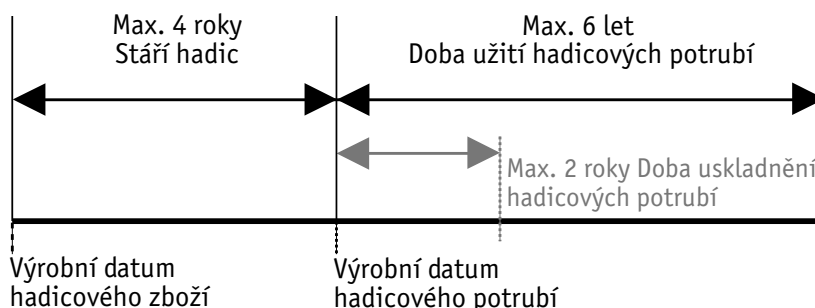 Max. 4 roky
Stáří hadic
Max. 6 let
Doba užití hadicových potrubí
Max. 2 roky Doba uskladnění
hadicových potrubí
Výrobní datum
hadicového zboží
Výrobní datum
hadicového potrubí